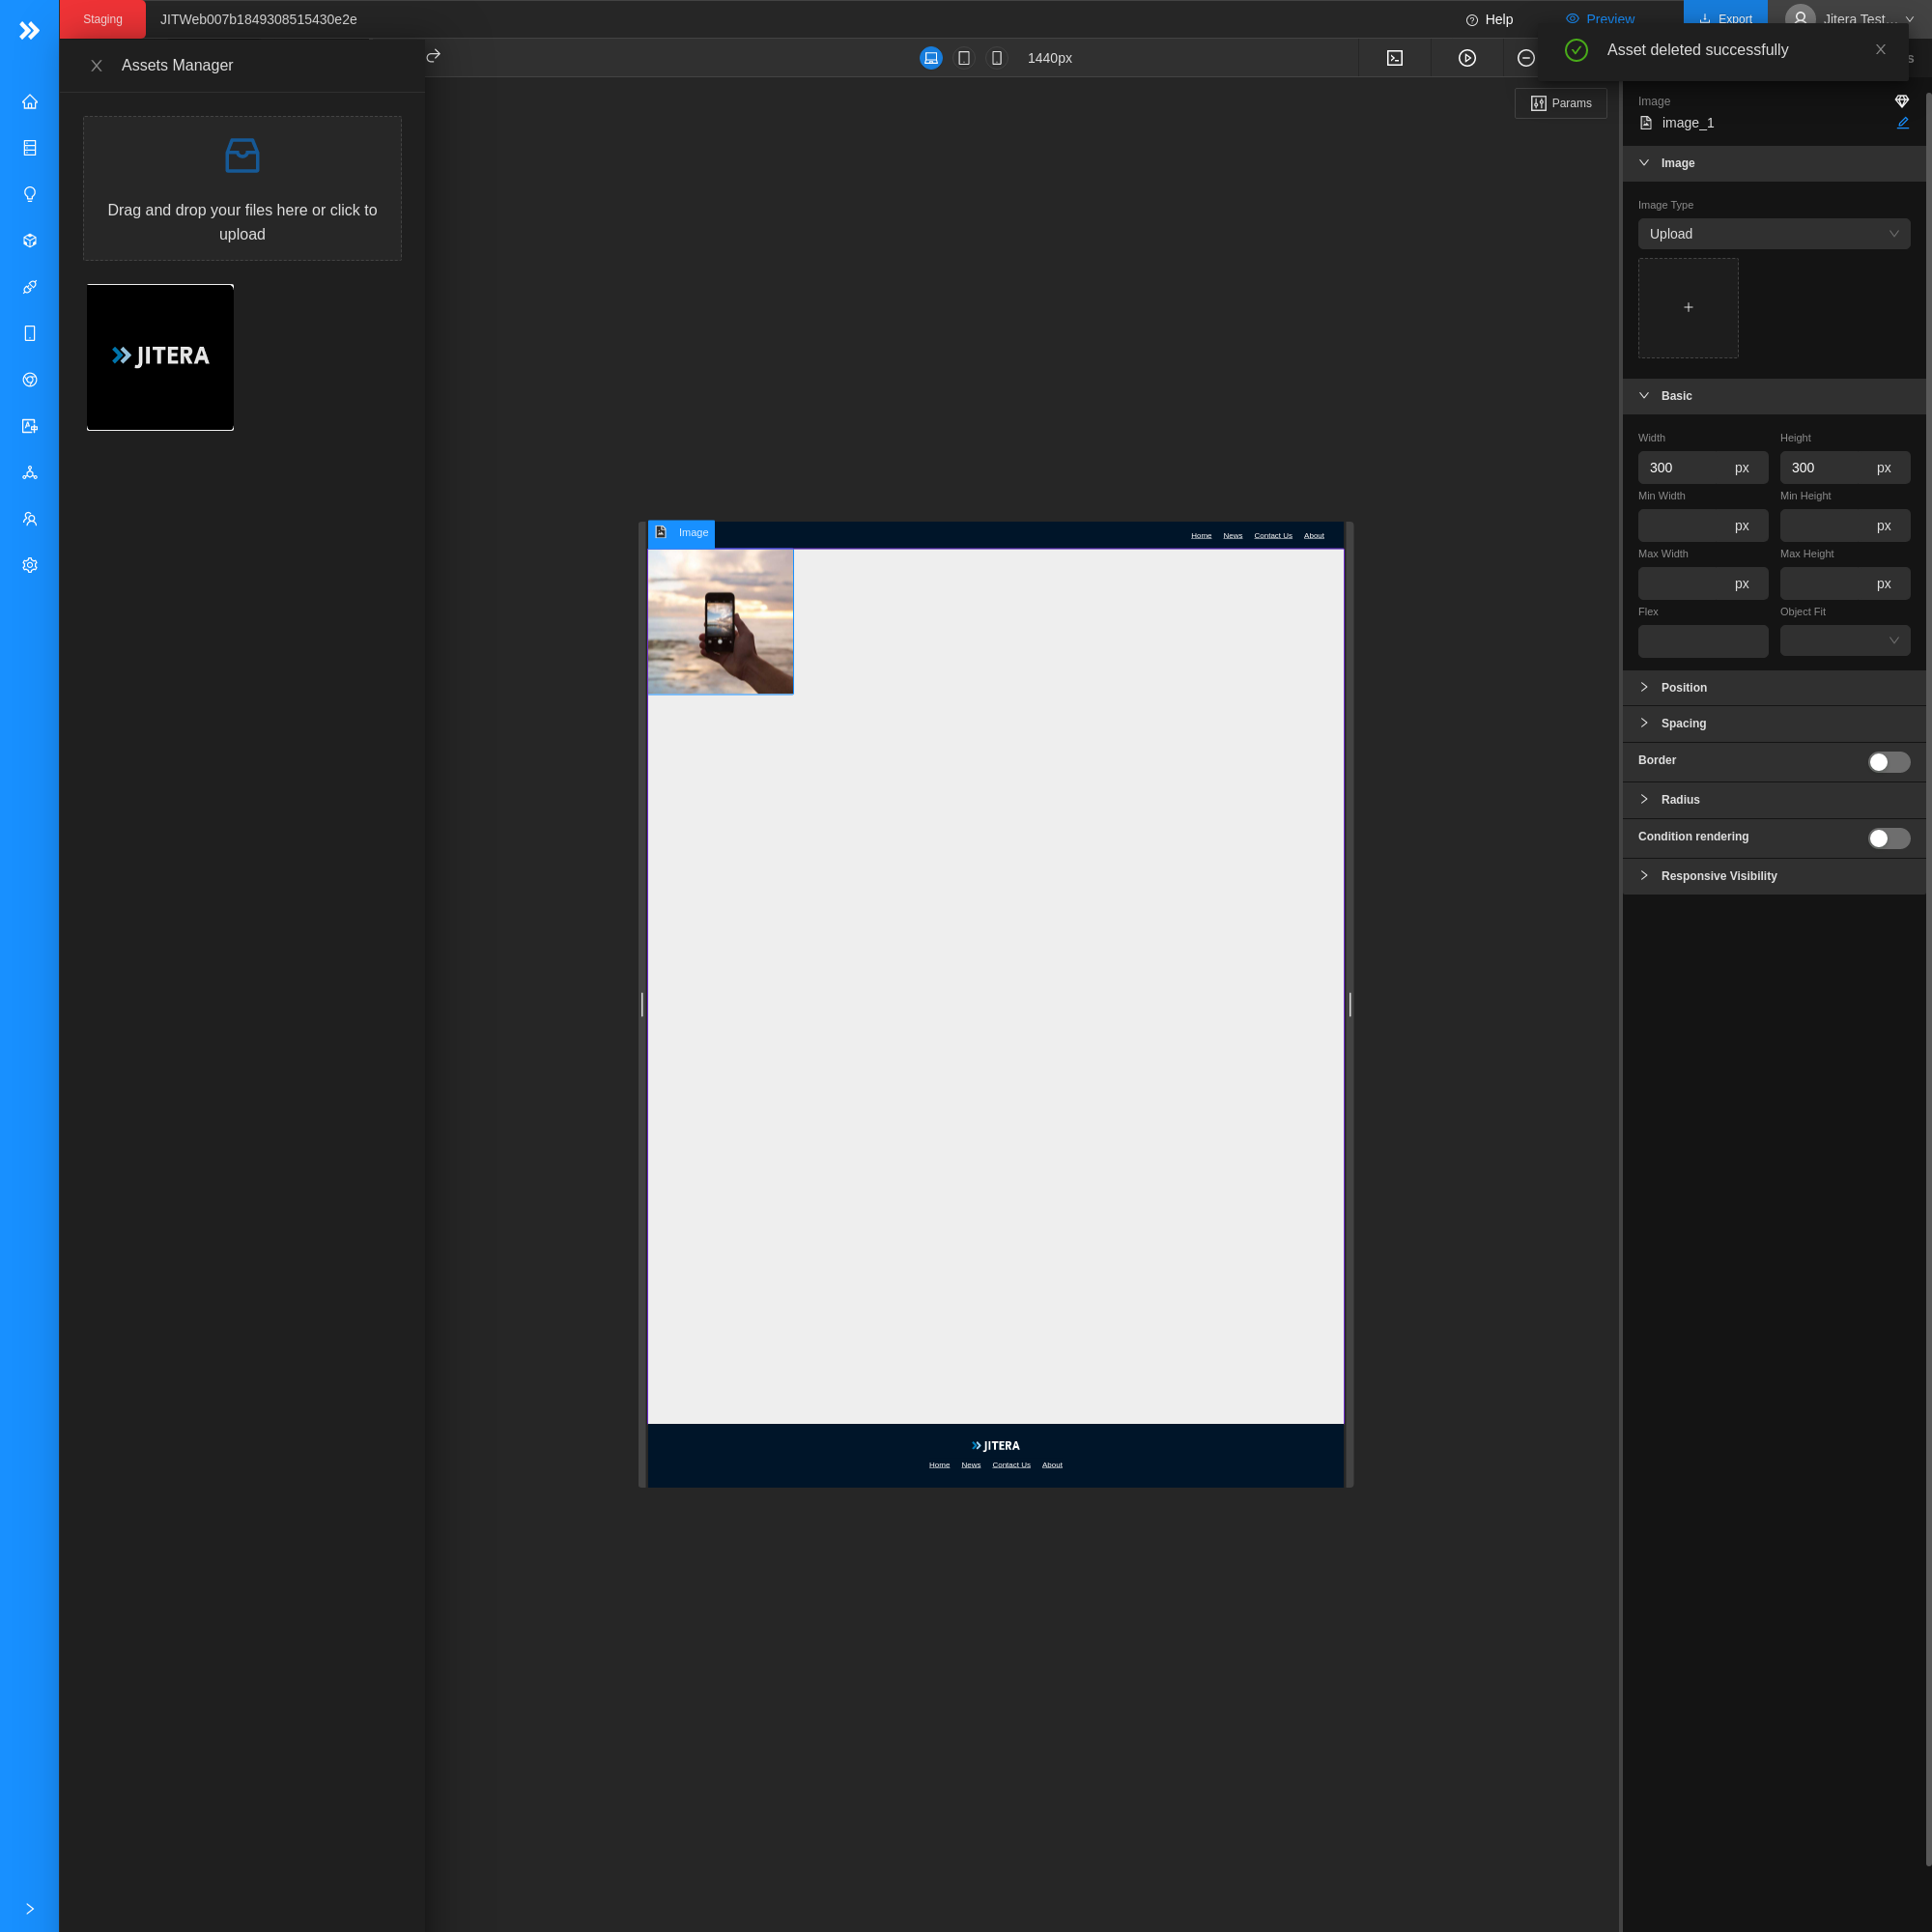 Staging
JITWeb007b1849308515430e2e
Help
Preview
Export
Jitera Test...
Asset deleted successfully
Assets Manager
1440px
Params
Drag and drop your files here or click to
upload
JITERA
Image
image_1
Image
Image Type
Upload
Basic
Width
Height
300 px
300 px
Min Width
Min Height
px
px
Max Width
Max Height
px
px
Flex
Object Fit
Position
Spacing
Border
Radius
Condition rendering
Responsive Visibility
Image
Home News Contact Us About
JITERA
Home News Contact Us About